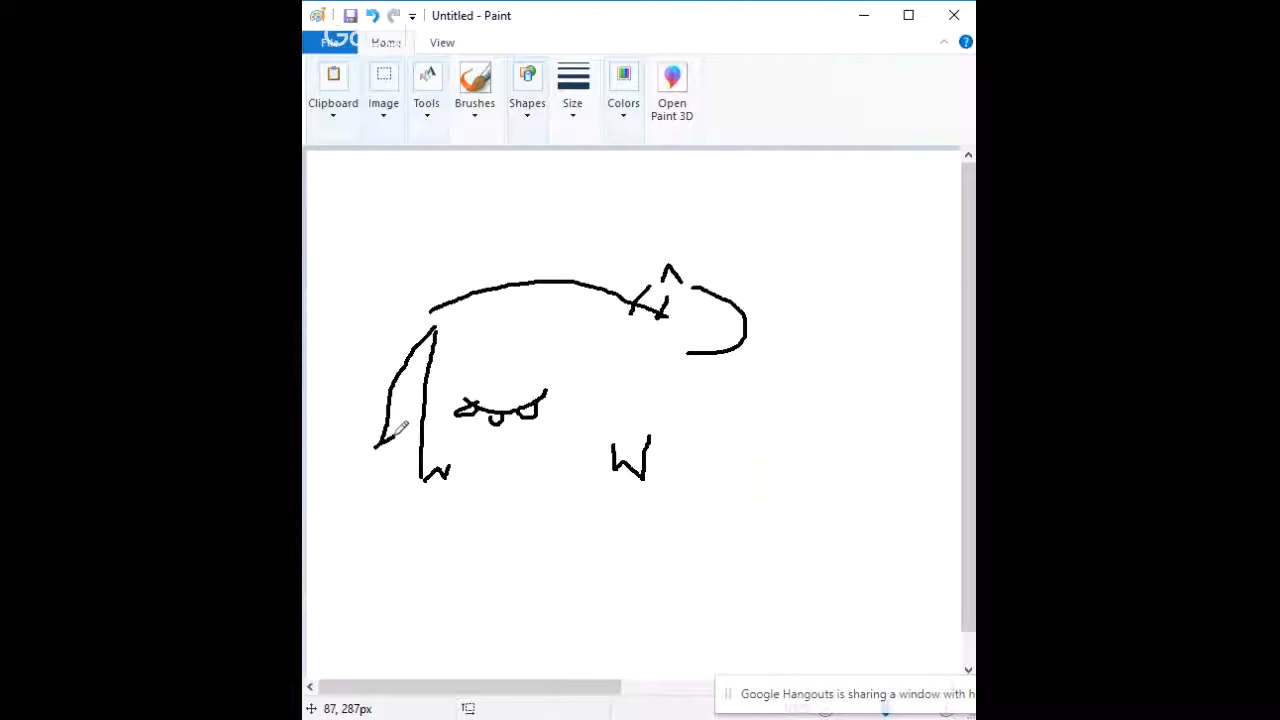 Untitled - Paint
File Home View
Clipboard Image Tools Brushes Shapes Size Colors Open
Paint 3D
Google Hangouts is sharing a window with h
87, 287px